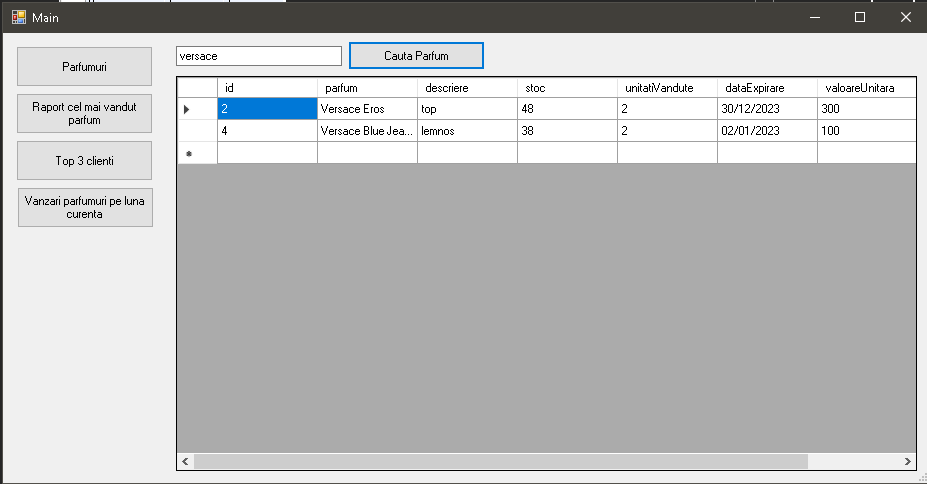 Main
Parfumuri
Raport cel mai vandut
parfum
Top 3 clienti
Vanzari parfumuri pe luna
curenta
versace
Cauta Parfum
id parfum descriere stoc unitatiVandute dataExpirare valoareUnitara
2 Versace Eros top 48 2 30/12/2023 300
4 Versace Blue Jea... lemnos 38 2 02/01/2023 100